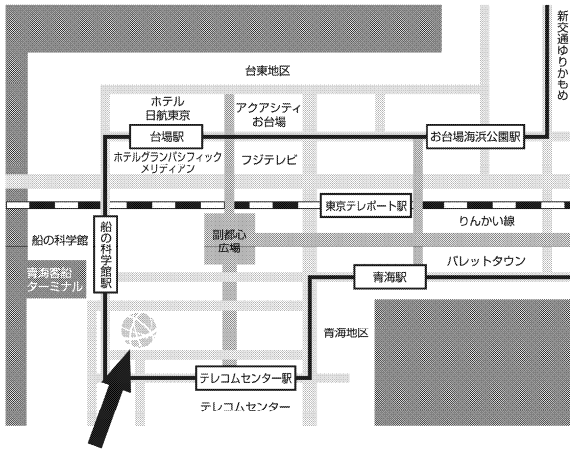 新交通ゆりかもめ
台東地区
ホテル
日航東京
アクアシティ
お台場
台場駅
お台場海浜公園駅
ホテルグランパシフィック
メリディアン
フジテレビ
東京テレポート駅
りんかい線
船の科学館
船の科学館駅
副都心
広場
パレットタウン
青海客船
ターミナル
青海駅
青海地区
テレコムセンター駅
テレコムセンター